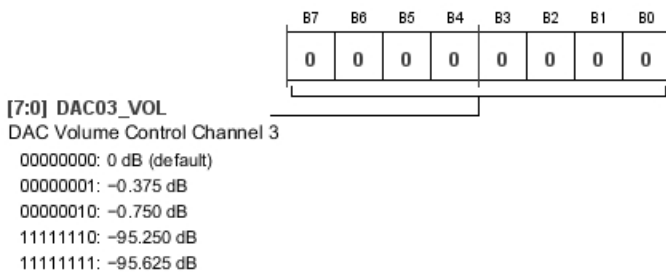 B7 B6 B5 B4 B3 B2 B1 B0
0 0 0 0 0 0 0 0
[7:0] DAC03_VOL
DAC Volume Control Channel 3
00000000: 0 dB (default)
00000001: −0.375 dB
00000010: −0.750 dB
11111110: −95.250 dB
11111111: −95.625 dB